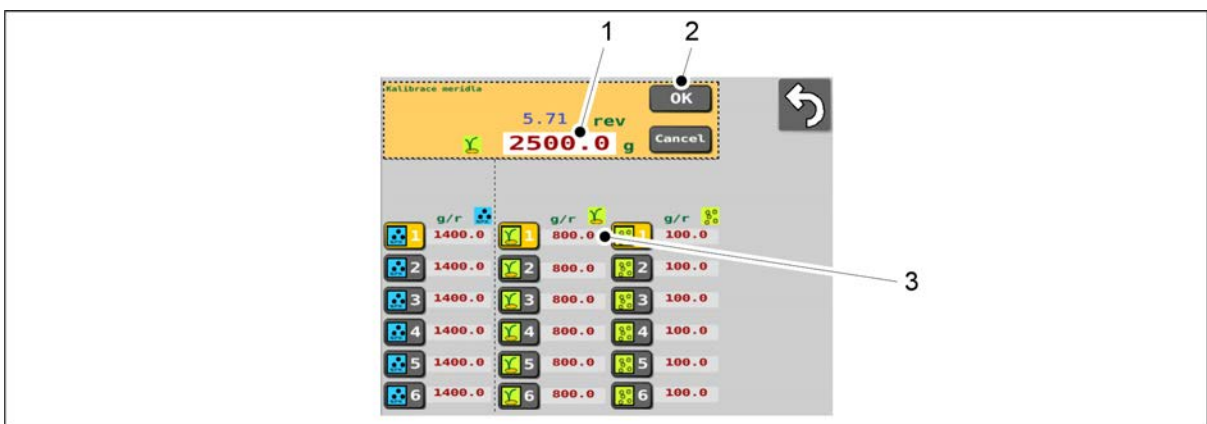 1 2
Kalibrace meridla
OK
5.71 rev
2500.0 g Cancel
g/r g/r g/r
1 1400.0 1 800.0 1 100.0
3
2 1400.0 2 800.0 2 100.0
3 1400.0 3 800.0 3 100.0
4 1400.0 4 800.0 4 100.0
5 1400.0 5 800.0 5 100.0
6 1400.0 6 800.0 6 100.0